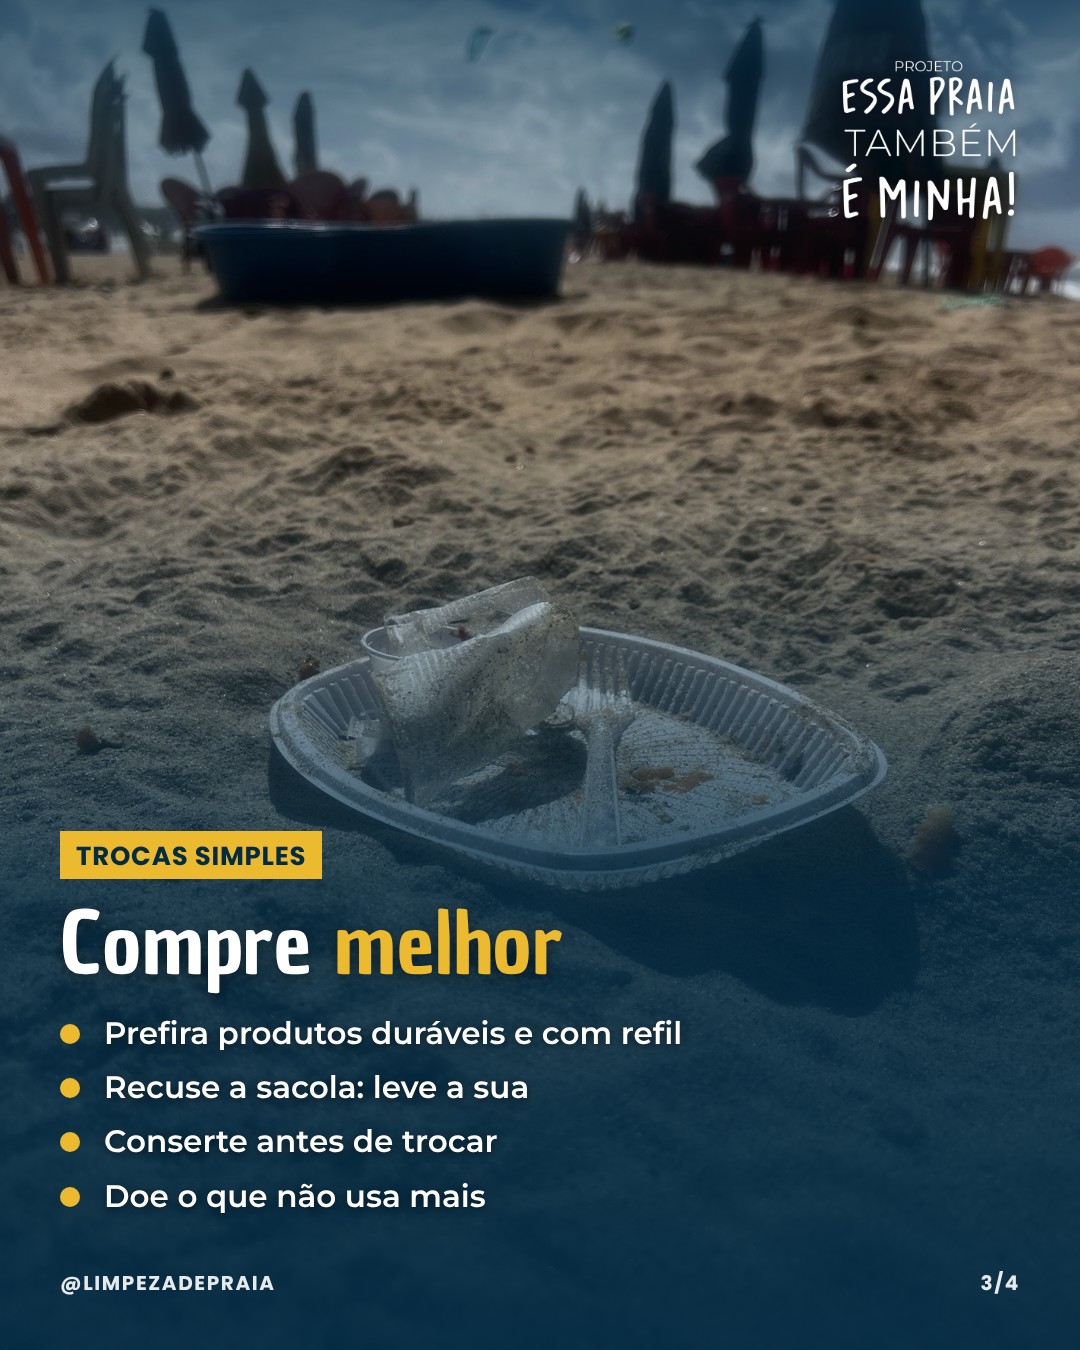 PROJETO
ESSA PRAIA
TAMBÉM
É MINHA!
TROCAS SIMPLES
Compre melhor
Prefira produtos duráveis e com refil
Recuse a sacola: leve a sua
Conserte antes de trocar
Doe o que não usa mais
@LIMPEZADEPRAIA
3/4